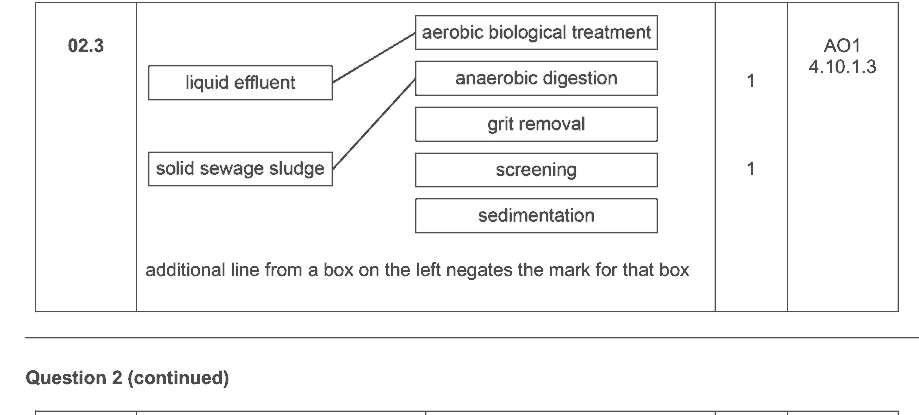 02.3
aerobic biological treatment
AO1
4.10.1.3
liquid effluent
anaerobic digestion
1
grit removal
solid sewage sludge
screening
1
sedimentation
additional line from a box on the left negates the mark for that box
Question 2 (continued)